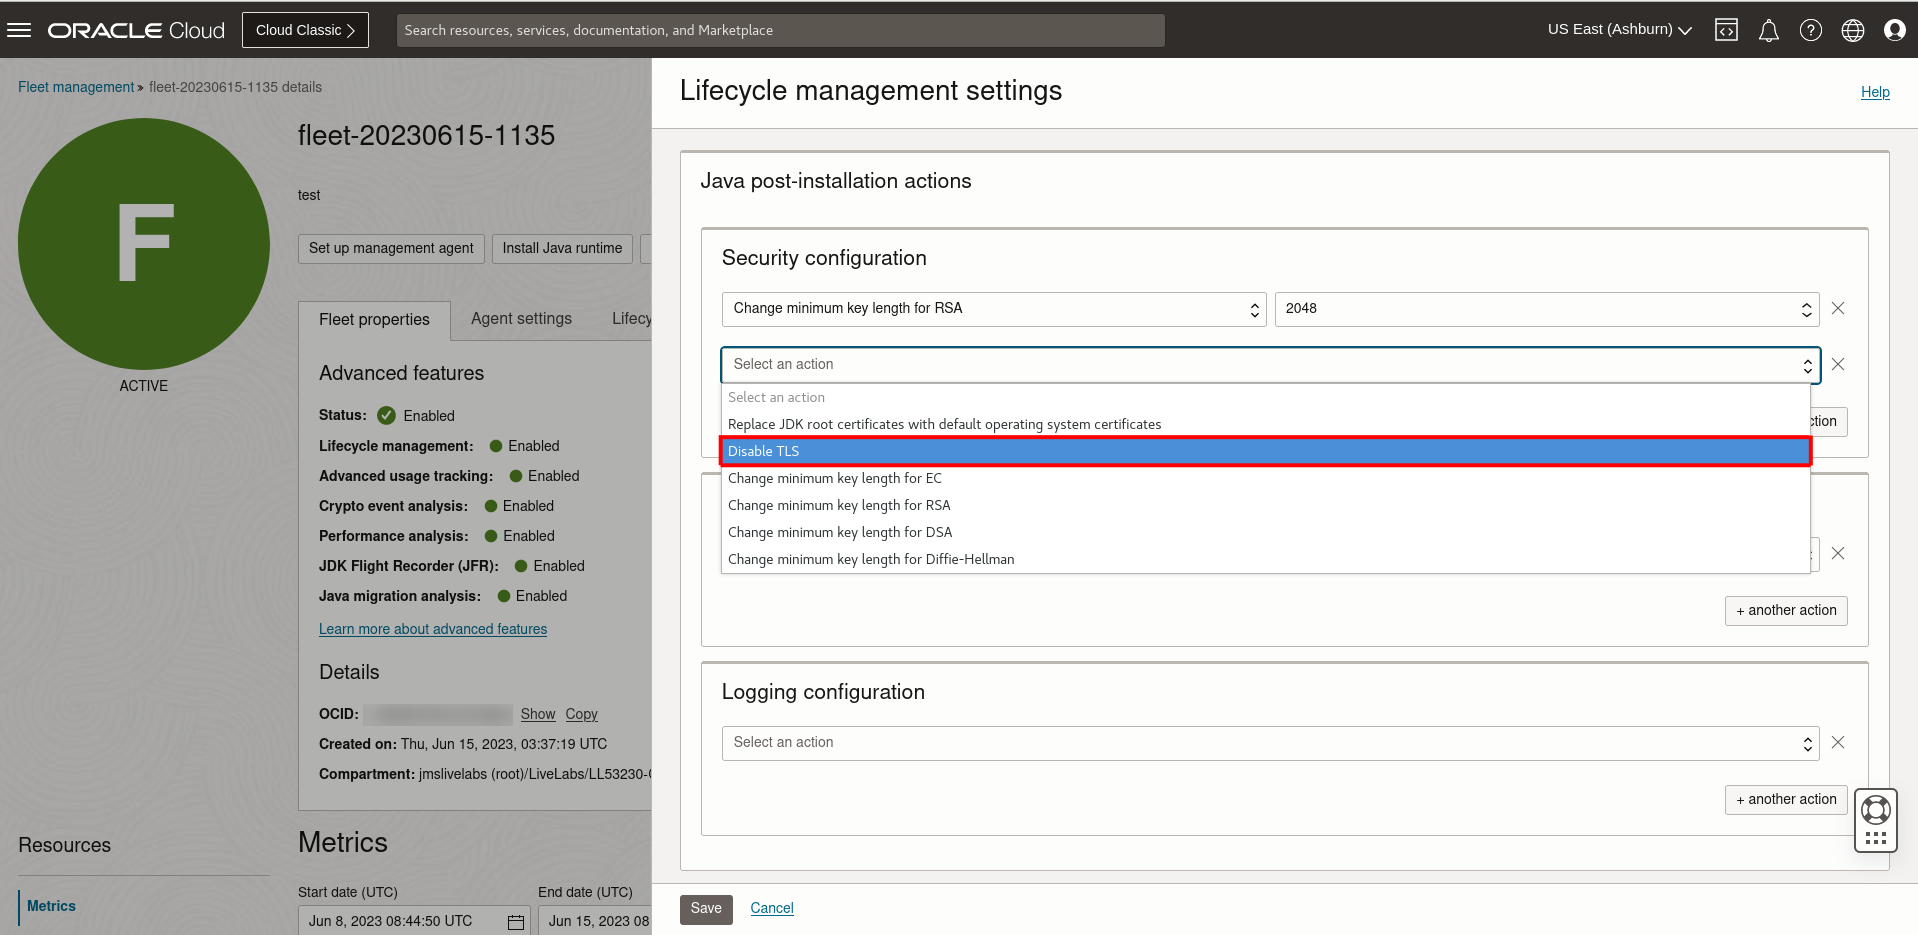 ORACLE Cloud
Cloud Classic
Search resources, services, documentation, and Marketplace
US East (Ashburn)
Fleet management » fleet-20230615-1135 details
F
ACTIVE
fleet-20230615-1135
test
Set up management agent
Install Java runtime
Fleet properties
Agent settings
Lifecy
Advanced features
Status: Enabled
Lifecycle management: Enabled
Advanced usage tracking: Enabled
Crypto event analysis: Enabled
Performance analysis: Enabled
JDK Flight Recorder (JFR): Enabled
Java migration analysis: Enabled
Learn more about advanced features
Details
OCID: Show Copy
Created on: Thu, Jun 15, 2023, 03:37:19 UTC
Compartment: jmslivelabs (root)/LiveLabs/LL53230-
Resources
Metrics
Metrics
Start date (UTC)
End date (UTC)
Jun 8, 2023 08:44:50 UTC
Jun 15, 2023 08
Lifecycle management settings
Help
Java post-installation actions
Security configuration
Change minimum key length for RSA
2048
Select an action
Select an action
Replace JDK root certificates with default operating system certificates
Disable TLS
Change minimum key length for EC
Change minimum key length for RSA
Change minimum key length for DSA
Change minimum key length for Diffie-Hellman
ction
+ another action
Logging configuration
Select an action
+ another action
Save
Cancel